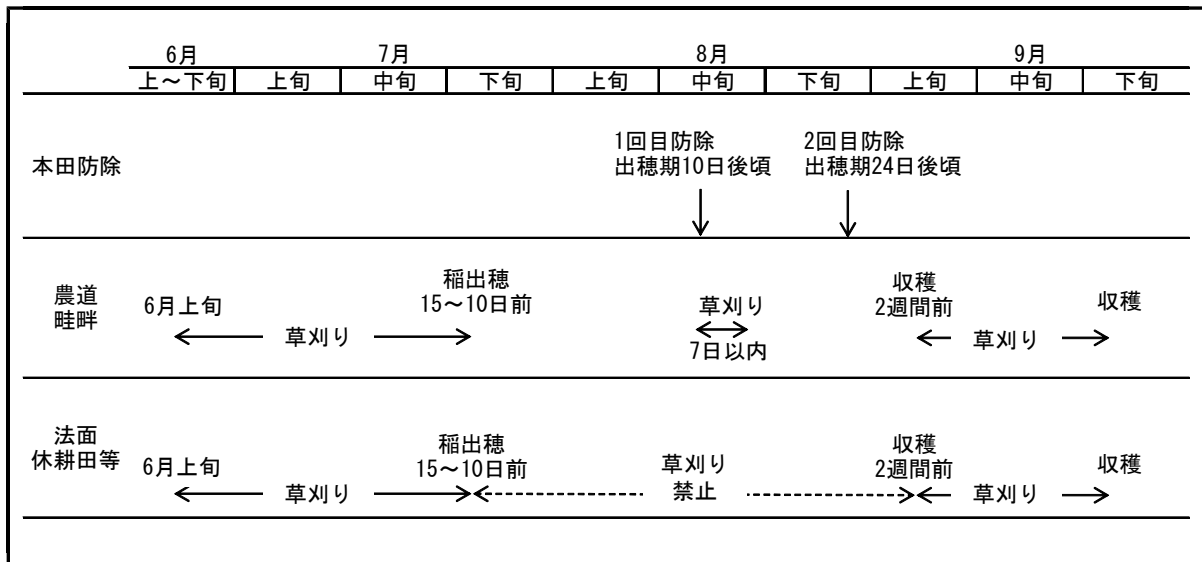 6月 7月 8月 9月
上～下旬 上旬 中旬 下旬 上旬 中旬 下旬 上旬 中旬 下旬
本田防除
1回目防除
出穂期10日後頃
2回目防除
出穂期24日後頃
農道
畦畔
6月上旬
草刈り
稲出穂
15～10日前
草刈り
7日以内
収穫
2週間前
草刈り
収穫
法面
休耕田等
6月上旬
草刈り
稲出穂
15～10日前
草刈り
禁止
収穫
2週間前
草刈り
収穫